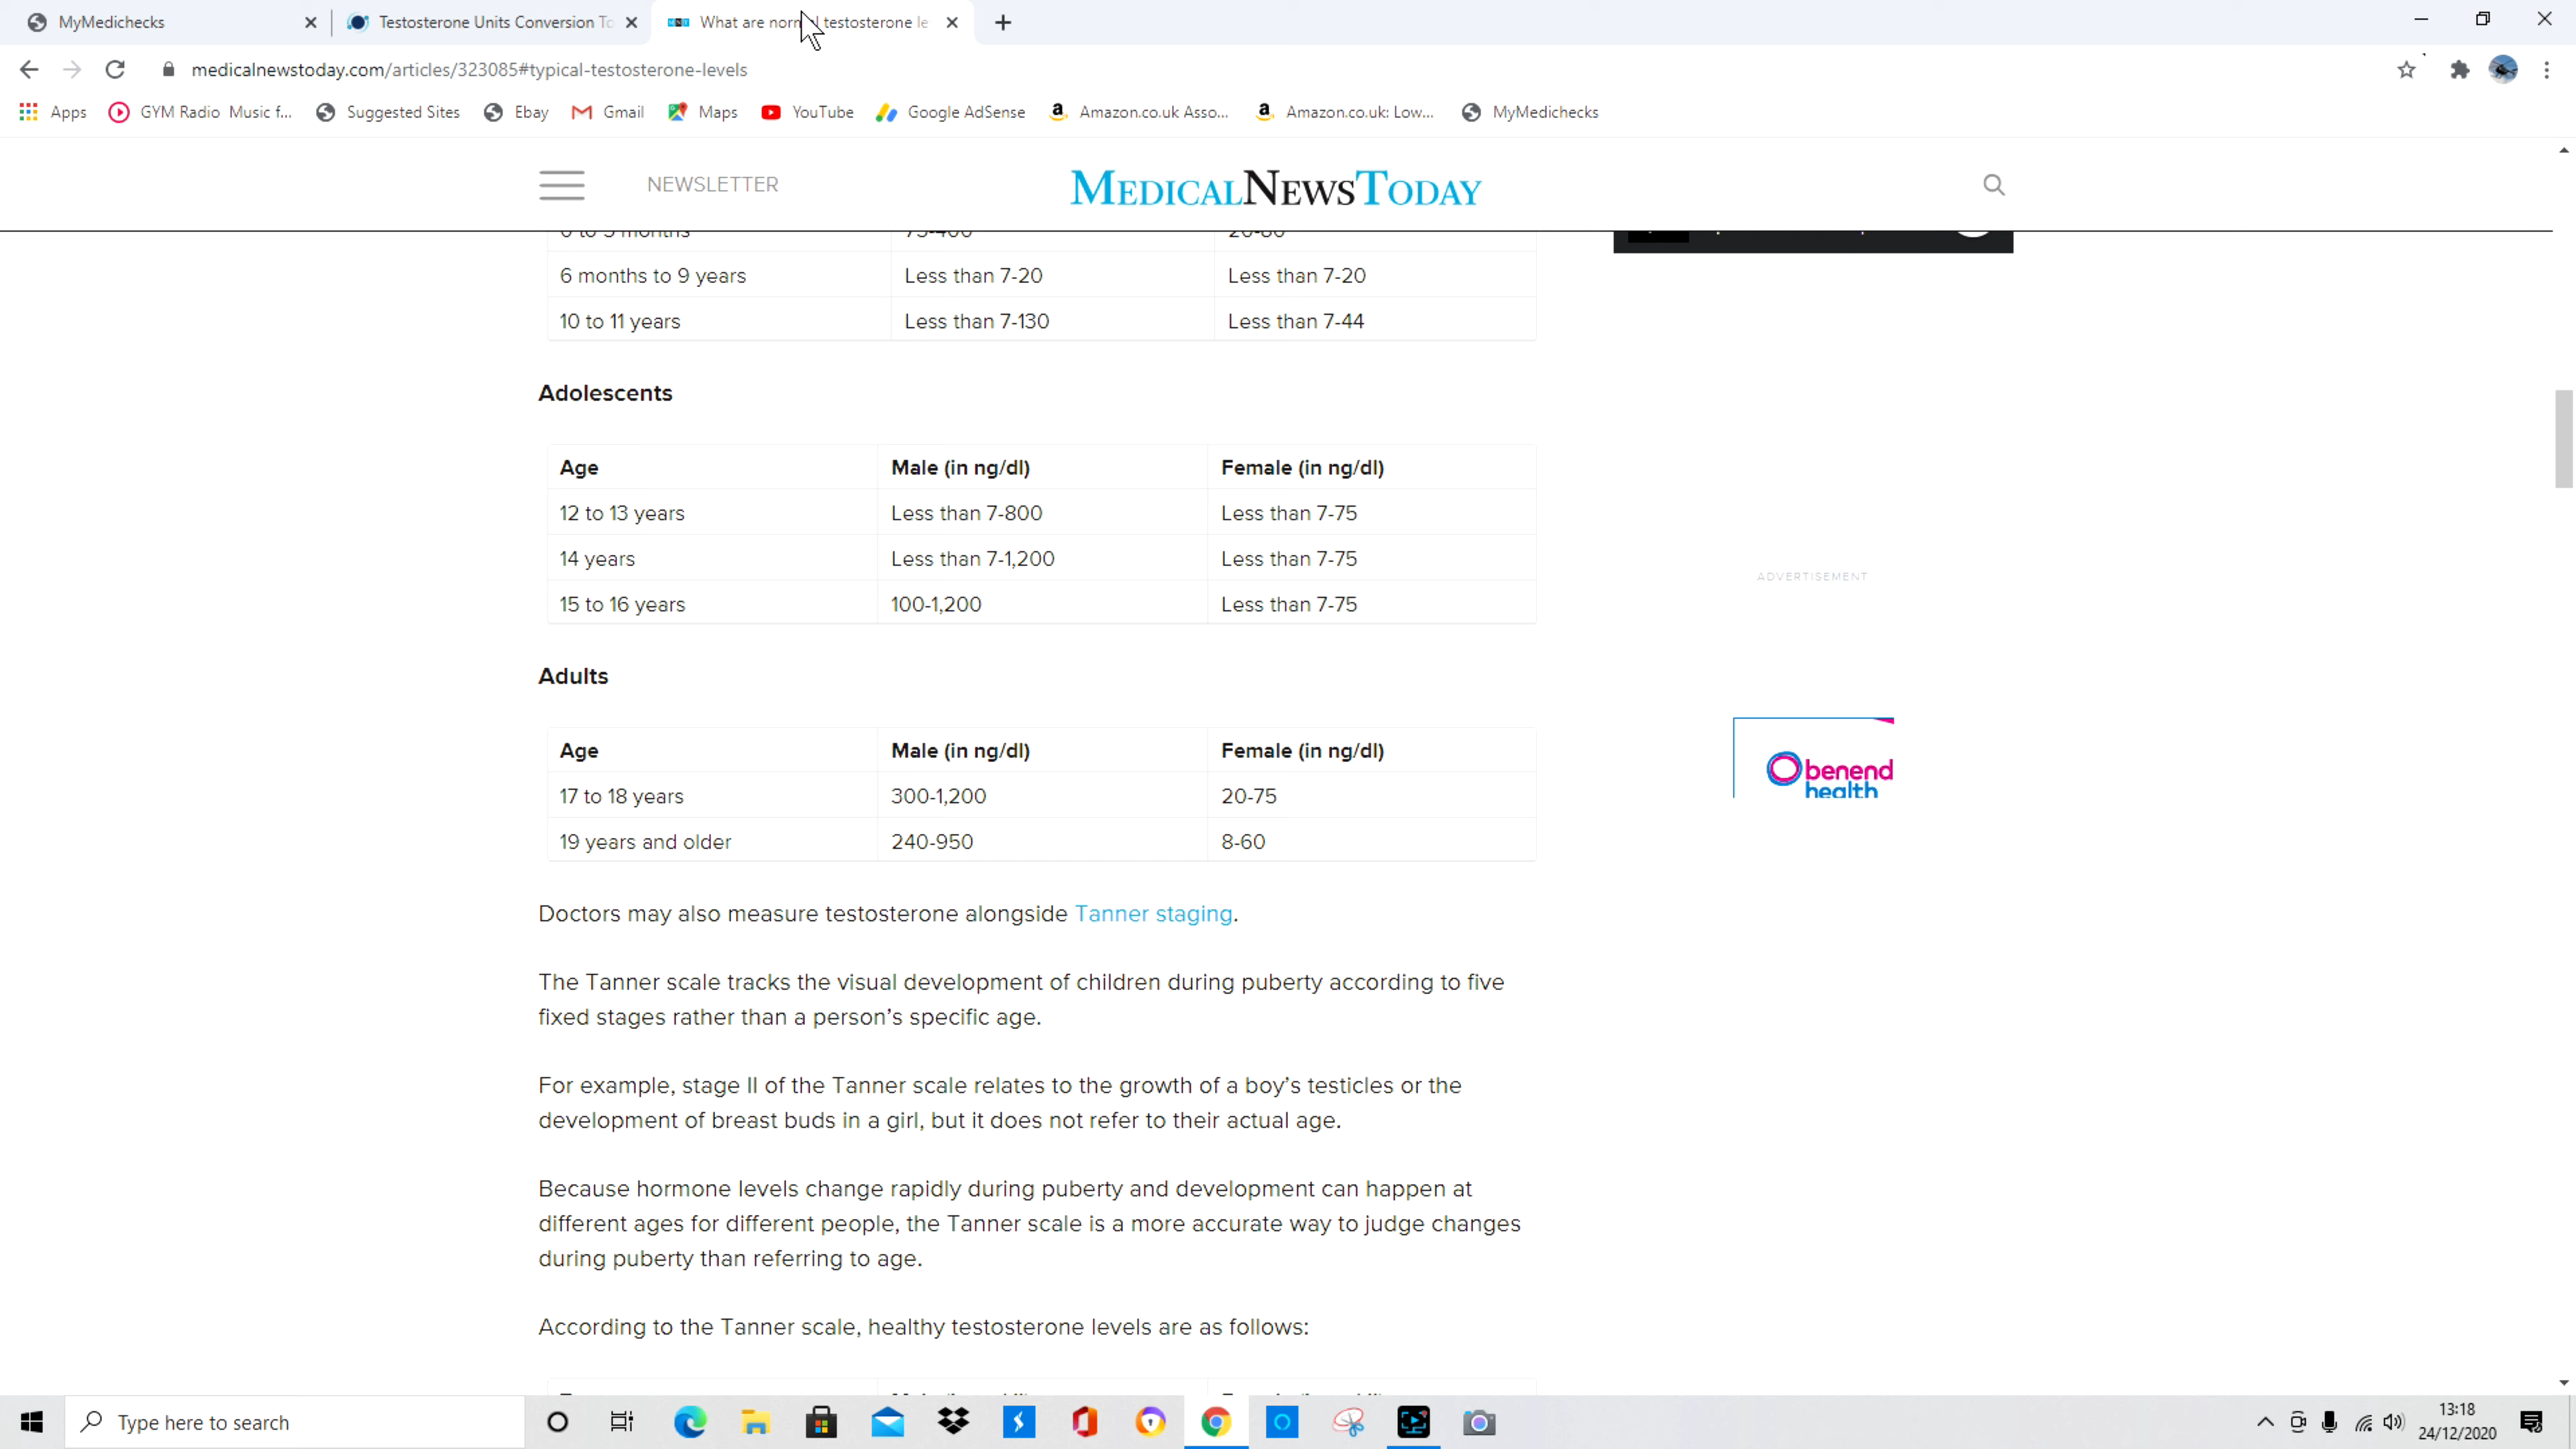 MyMedichecks
Testosterone Units Conversion To
What are normal testosterone le
medicalnewstoday.com/articles/323085#typical-testosterone-levels
Apps GYM Radio Music f... Suggested Sites Ebay Gmail Maps YouTube Google AdSense Amazon.co.uk Asso... Amazon.co.uk: Low... MyMedichecks
NEWSLETTER
MEDICALNEWSTODAY
6 months to 9 years Less than 7-20 Less than 7-20
10 to 11 years Less than 7-130 Less than 7-44
Adolescents
Age Male (in ng/dl) Female (in ng/dl)
12 to 13 years Less than 7-800 Less than 7-75
14 years Less than 7-1,200 Less than 7-75
15 to 16 years 100-1,200 Less than 7-75
ADVERTISEMENT
Adults
Age Male (in ng/dl) Female (in ng/dl)
17 to 18 years 300-1,200 20-75
19 years and older 240-950 8-60
benend
health
Doctors may also measure testosterone alongside Tanner staging.
The Tanner scale tracks the visual development of children during puberty according to five
fixed stages rather than a person's specific age.
For example, stage II of the Tanner scale relates to the growth of a boy's testicles or the
development of breast buds in a girl, but it does not refer to their actual age.
Because hormone levels change rapidly during puberty and development can happen at
different ages for different people, the Tanner scale is a more accurate way to judge changes
during puberty than referring to age.
According to the Tanner scale, healthy testosterone levels are as follows:
Type here to search
13:18
24/12/2020